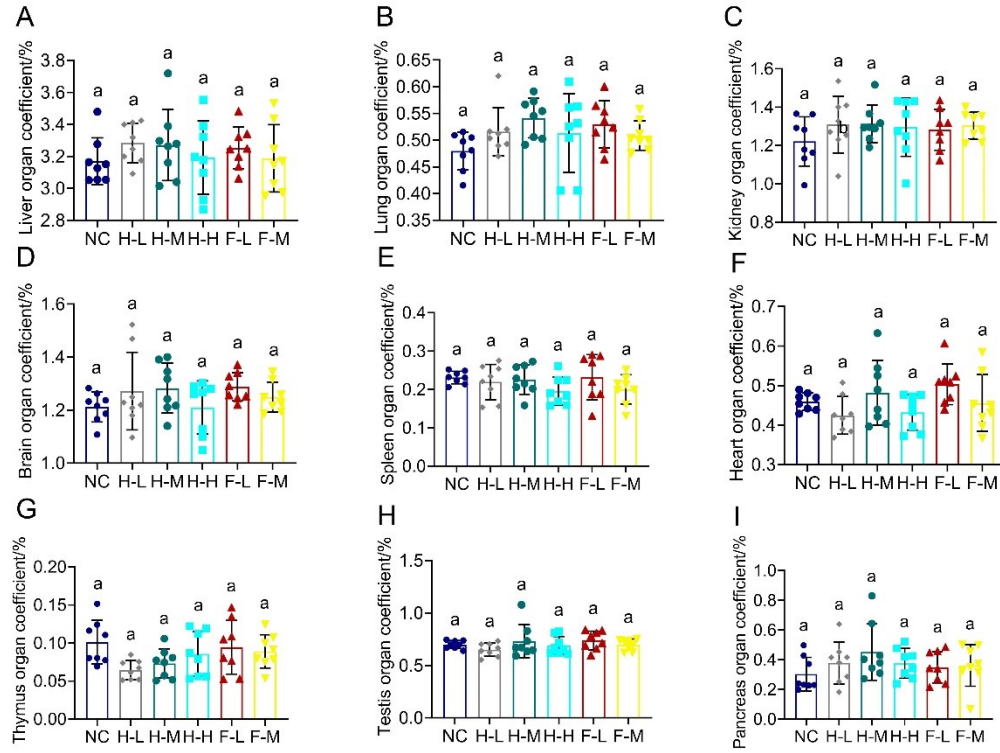 A
Liver organ coefficient/%
3.8
3.6
3.4
3.2
3.0
2.8
a a a a a a
NC H-L H-M H-H F-L F-M
B
Lung organ coefficient/%
0.65
0.60
0.55
0.50
0.45
0.40
0.35
a a a a a a
NC H-L H-M H-H F-L F-M
C
Kidney organ coefficient/%
1.6
1.4
1.2
1.0
0.8
a a a a a a
b
NC H-L H-M H-H F-L F-M
D
Brain organ coefficient/%
1.6
1.4
1.2
1.0
a a a a a a
NC H-L H-M H-H F-L F-M
E
Spleen organ coefficient/%
0.4
0.3
0.2
0.1
0.0
a a a a a a
NC H-L H-M H-H F-L F-M
F
Heart organ coefficient/%
0.7
0.6
0.5
0.4
0.3
a a a a a a
NC H-L H-M H-H F-L F-M
G
Thymus organ coefficient/%
0.20
0.15
0.10
0.05
0.00
a a a a a a
NC H-L H-M H-H F-L F-M
H
Testis organ coefficient/%
1.5
1.0
0.5
0.0
a a a a a a
NC H-L H-M H-H F-L F-M
I
Pancreas organ coefficient/%
1.0
0.8
0.6
0.4
0.2
0.0
a a a a a a
NC H-L H-M H-H F-L F-M